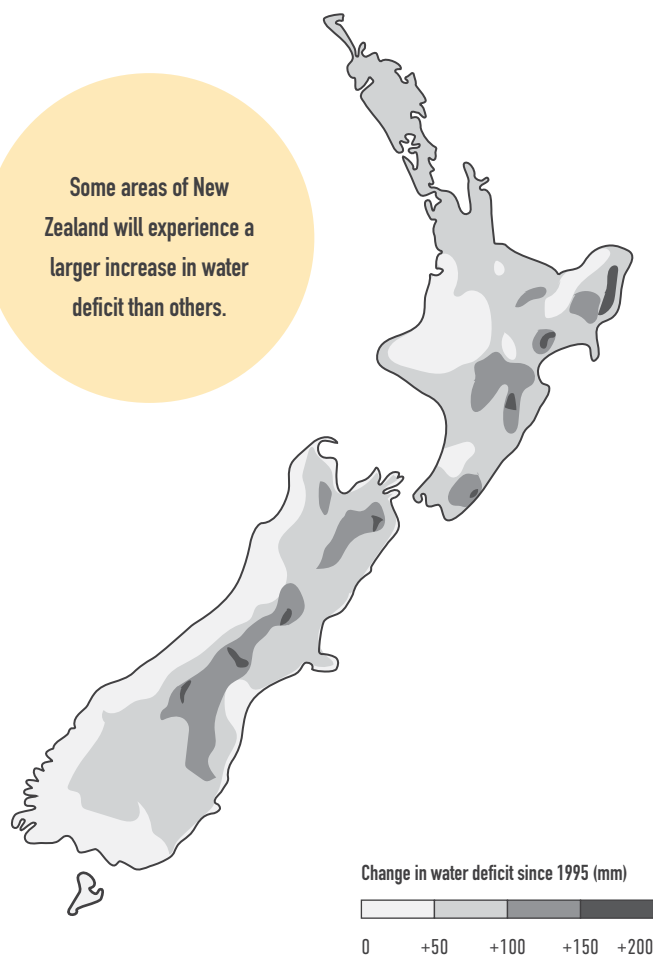 Some areas of New
Zealand will experience a
larger increase in water
deficit than others.
Change in water deficit since 1995 (mm)
0 +50 +100 +150 +200